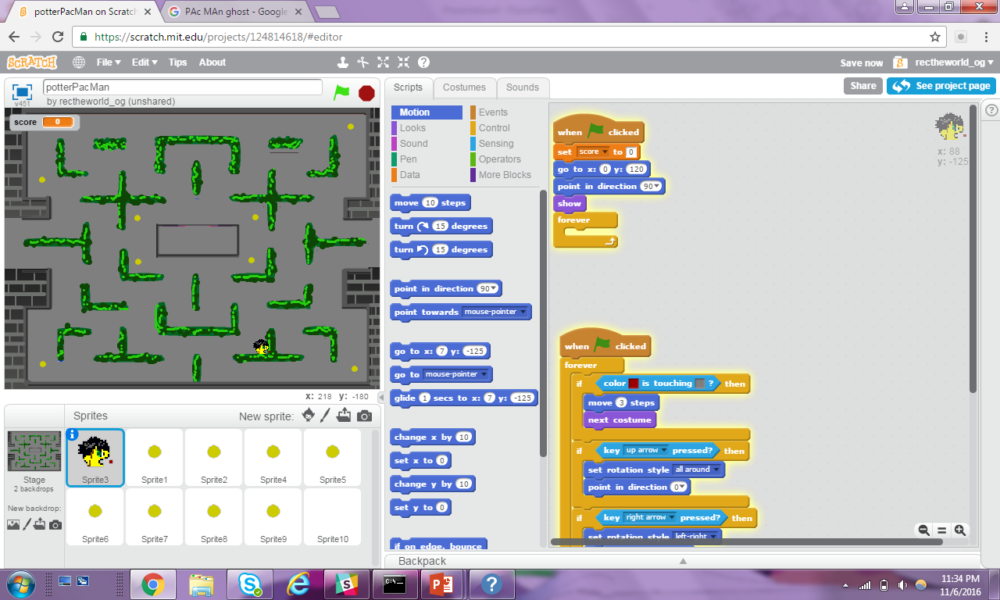 potterPacMan on Scratch
PAc MAn ghost - Google
https://scratch.mit.edu/projects/124814618/#editor
SCRATCH
File
Edit
Tips
About
Save now
rectheworld_og
v451
potterPacMan
by rectheworld_og (unshared)
Scripts
Costumes
Sounds
Share
See project page
score 0
Motion
Looks
Sound
Pen
Data
Events
Control
Sensing
Operators
More Blocks
move 10 steps
turn 15 degrees
turn 15 degrees
point in direction 90
point towards mouse-pointer
go to x: 7 y: -125
go to mouse-pointer
glide 1 secs to x: 7 y: -125
change x by 10
set x to 0
change y by 10
set y to 0
if on edge, bounce
when clicked
set score to 0
go to x: 0 y: 120
point in direction 90
show
forever
x: 88
y: -125
when clicked
forever
if color is touching ? then
move 3 steps
next costume
if key up arrow pressed? then
set rotation style all around
point in direction 0
if key right arrow pressed? then
set rotation style left-right
x: 218 y: -180
Sprites
New sprite:
Stage
2 backdrops
New backdrop:
Sprite3
Sprite1
Sprite2
Sprite4
Sprite5
Sprite6
Sprite7
Sprite8
Sprite9
Sprite10
Backpack
11:34 PM
11/6/2016